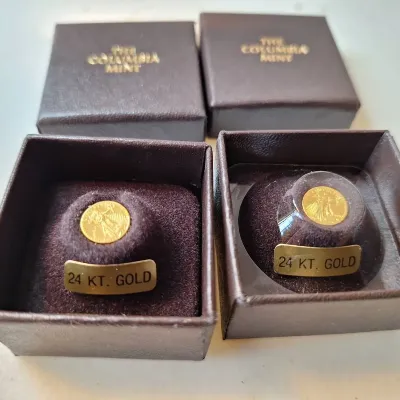 THE
COLUMBIA
MINT
THE
COLUMBIA
MINT
24 KT. GOLD
24 KT. GOLD